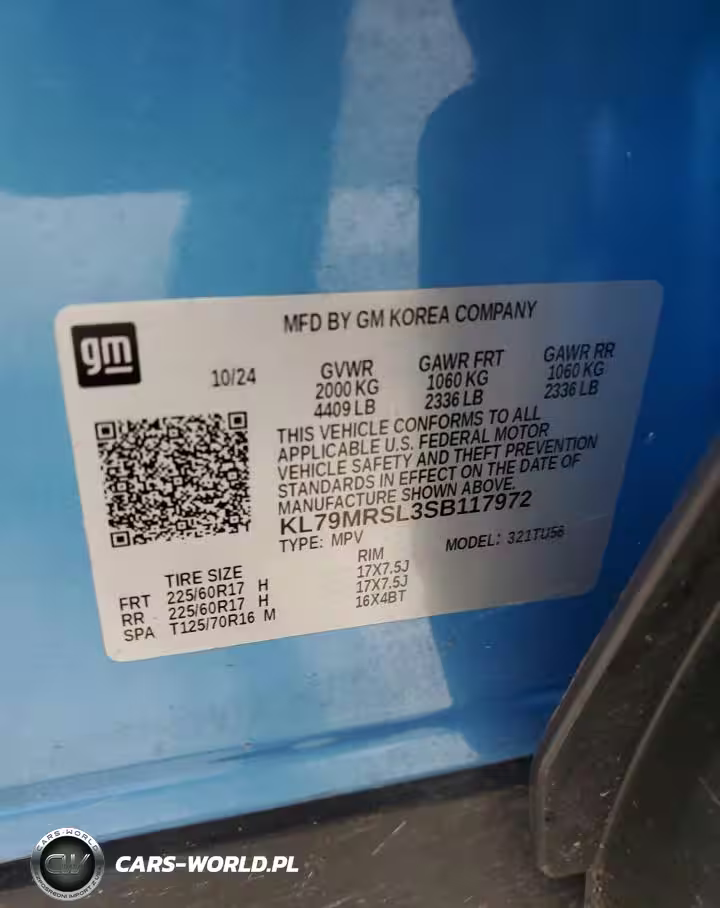 gm
MFD BY GM KOREA COMPANY
10/24
GVWR
2000 KG
4409 LB
GAWR FRT
1060 KG
2336 LB
GAWR RR
1060 KG
2336 LB
THIS VEHICLE CONFORMS TO ALL
APPLICABLE U.S. FEDERAL MOTOR
VEHICLE SAFETY AND THEFT PREVENTION
STANDARDS IN EFFECT ON THE DATE OF
MANUFACTURE SHOWN ABOVE.
KL79MRSL3SB117972
TYPE: MPV MODEL: 321TU56
TIRE SIZE RIM
FRT 225/60R17 H 17X7.5J
RR 225/60R17 H 17X7.5J
SPA T125/70R16 M 16X4BT
CARS-WORLD
CW
CARS-WORLD.PL